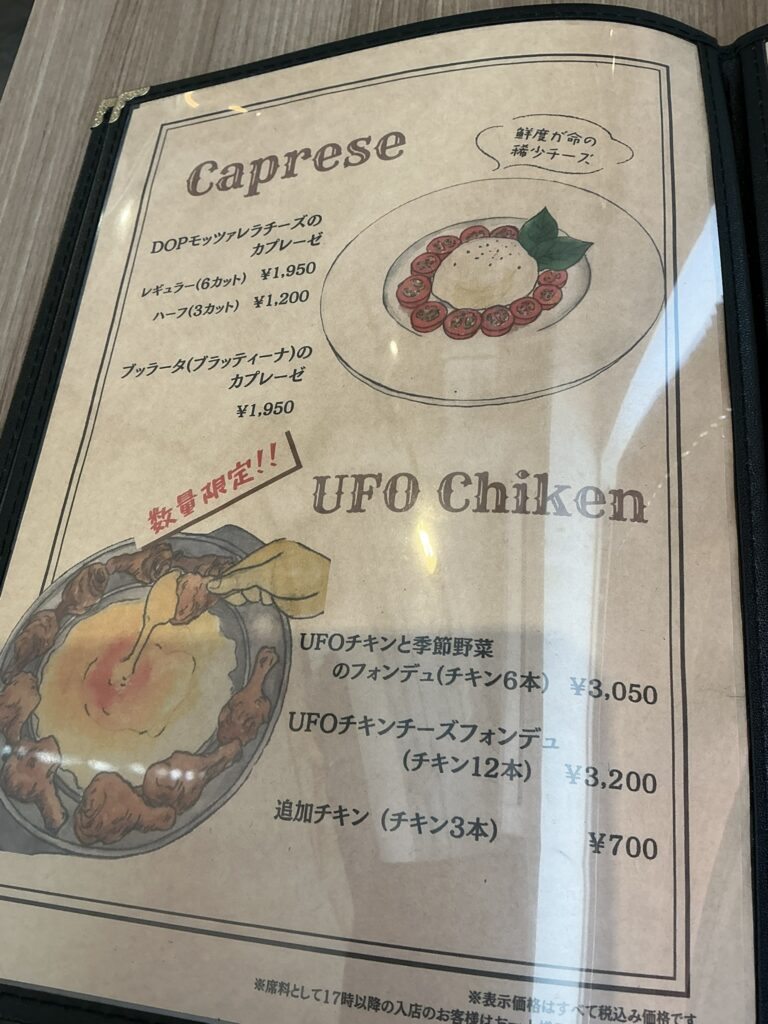 Caprese
鮮度が命の
稀少チーズ
DOPモッツァレラチーズの
カプレーゼ
レギュラー(6カット) ¥1,950
ハーフ(3カット) ¥1,200
ブッラータ(ブラッティーナ)の
カプレーゼ
¥1,950
数量限定!!
UFO Chiken
UFOチキンと季節野菜
のフォンデュ(チキン6本) ¥3,050
UFOチキンチーズフォンデュ
(チキン12本) ¥3,200
追加チキン (チキン3本) ¥700
※表示価格はすべて税込み価格です
※席料として17時以降の入店のお客様は